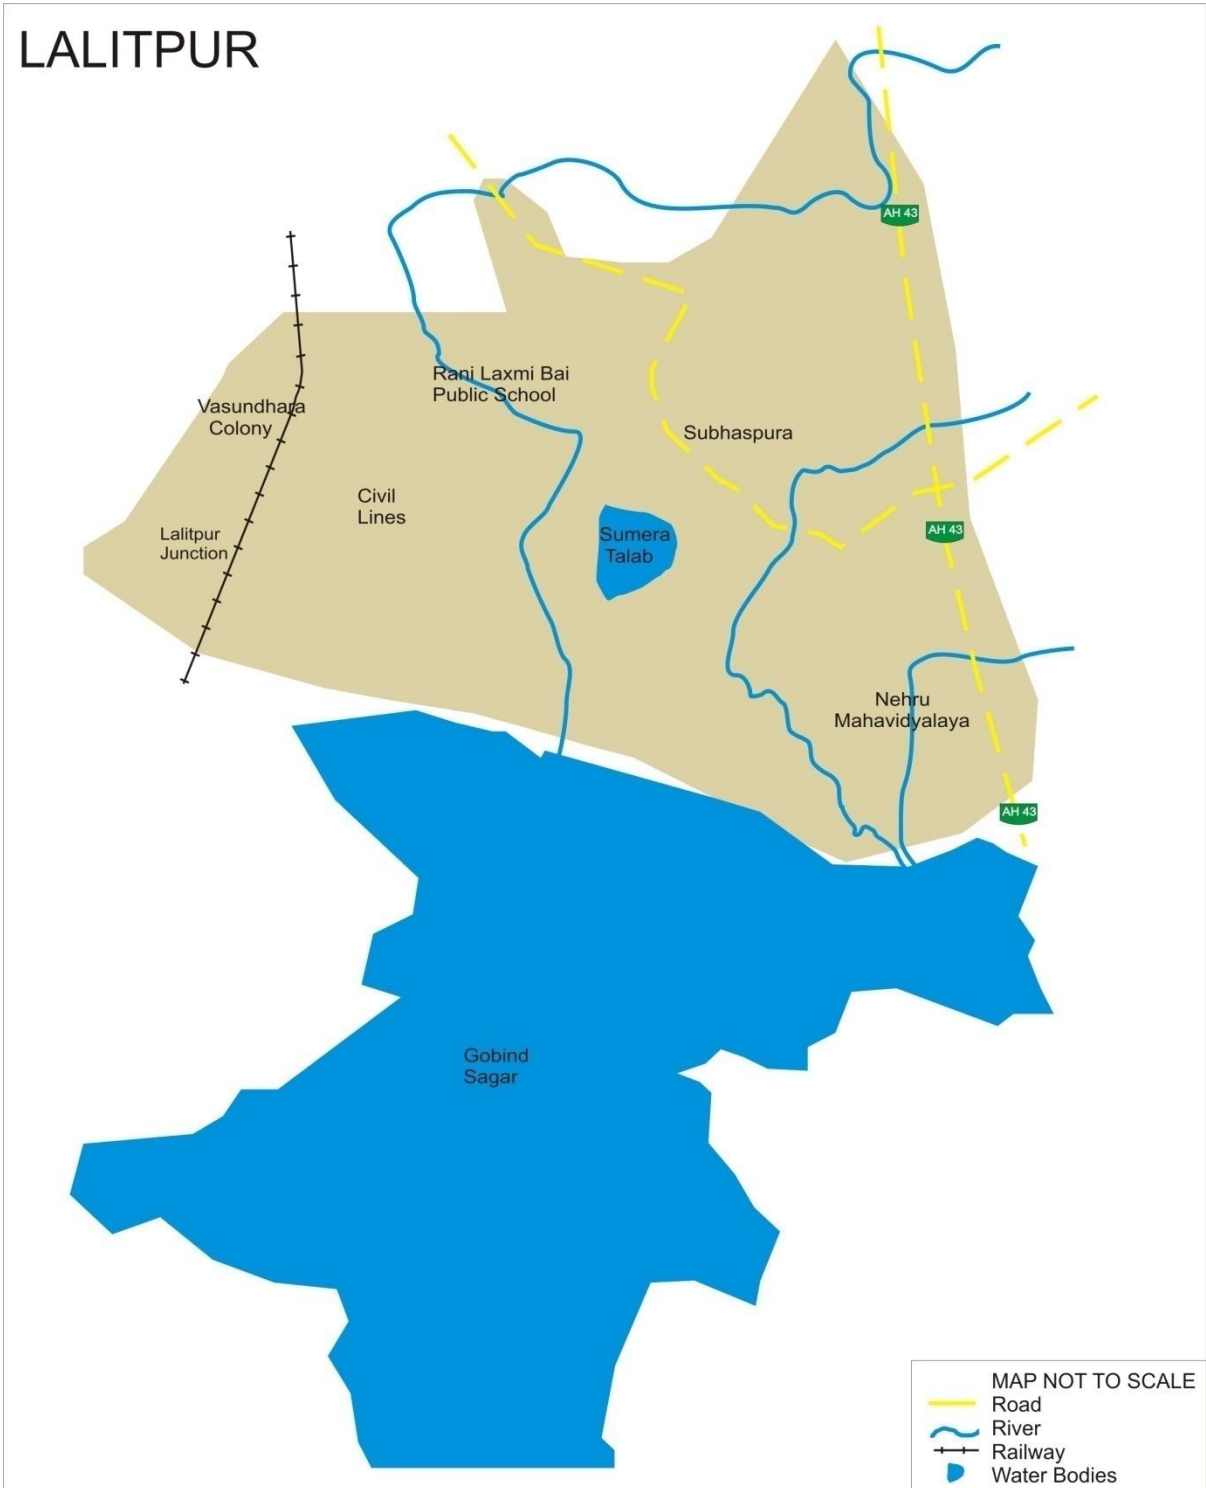 LALITPUR
AH 43
Rani Laxmi Bai
Public School
Vasundhara
Colony
Subhaspura
Civil
Lines
Lalitpur
Junction
Sumera
Talab
AH 43
Nehru
Mahavidyalaya
AH 43
Gobind
Sagar
MAP NOT TO SCALE
Road
River
Railway
Water Bodies